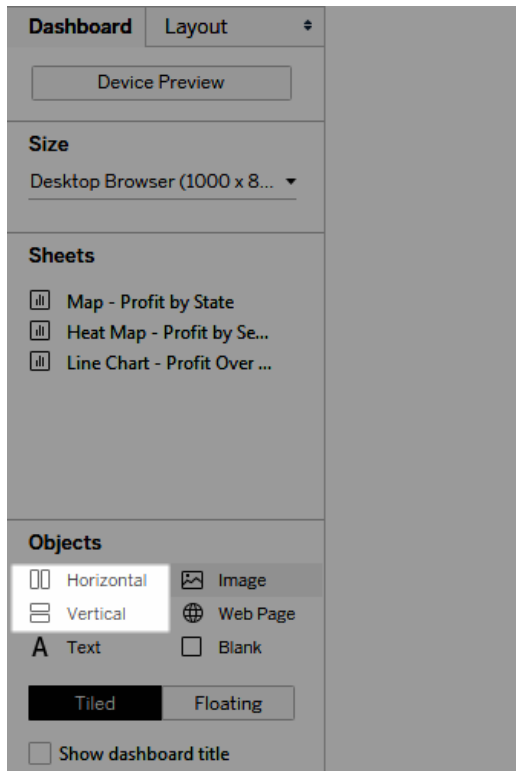 Dashboard Layout
Device Preview
Size
Desktop Browser (1000 x 8...
Sheets
Map - Profit by State
Heat Map - Profit by Se...
Line Chart - Profit Over ...
Objects
Horizontal Image
Vertical Web Page
A Text Blank
Tiled Floating
Show dashboard title